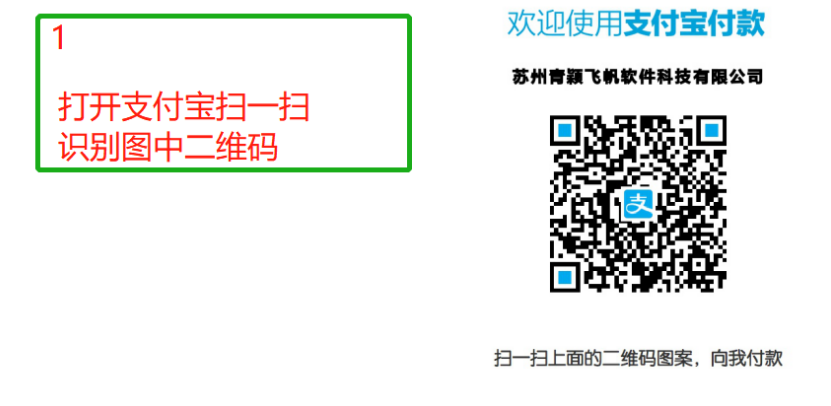 1
打开支付宝扫一扫
识别图中二维码
欢迎使用支付宝付款
苏州青颖飞帆软件科技有限公司
支
扫一扫上面的二维码图案，向我付款